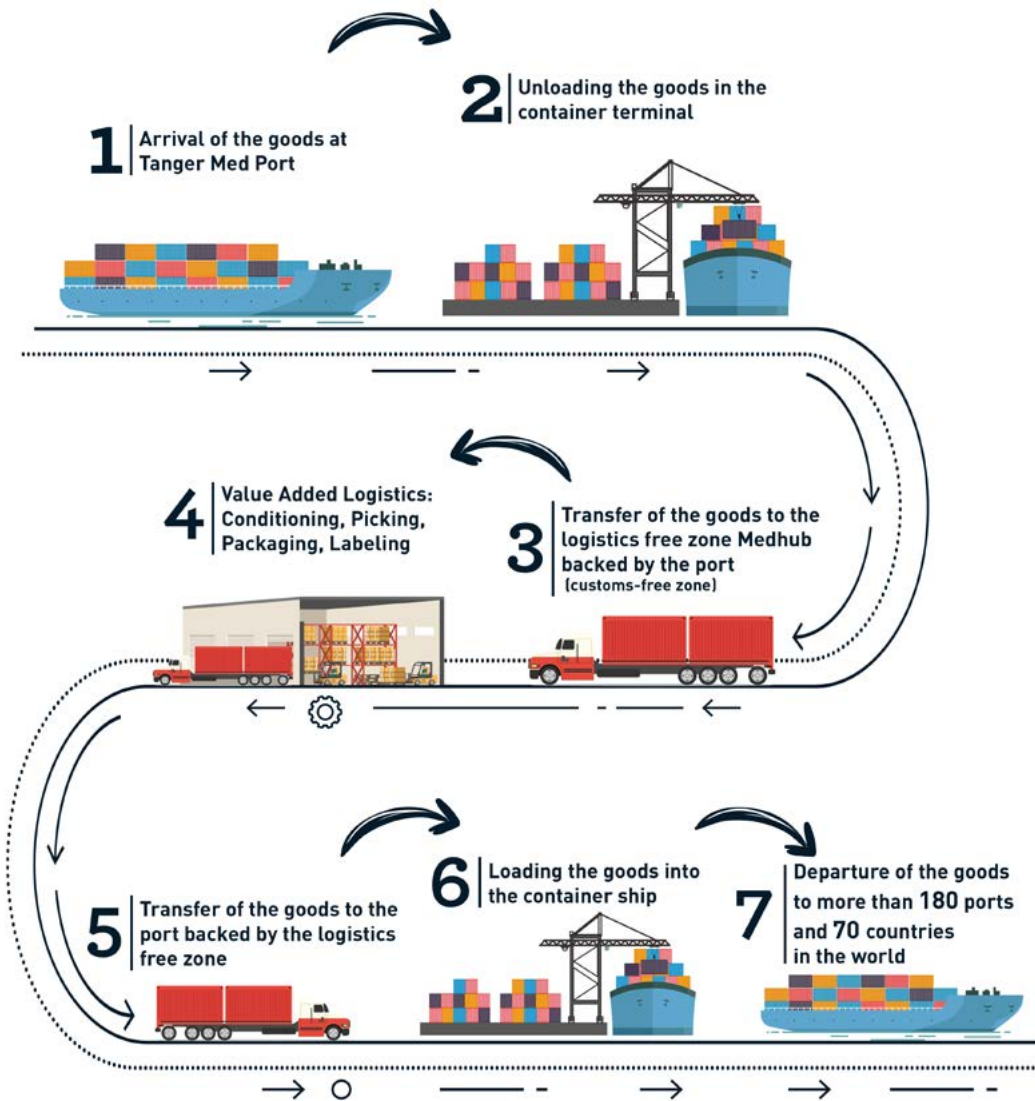 1
Arrival of the goods at
Tanger Med Port
2
Unloading the goods in the
container terminal
3
Transfer of the goods to the
logistics free zone Medhub
backed by the port
(customs-free zone)
4
Value Added Logistics:
Conditioning, Picking,
Packaging, Labeling
5
Transfer of the goods to the
port backed by the logistics
free zone
6
Loading the goods into
the container ship
7
Departure of the goods
to more than 180 ports
and 70 countries
in the world